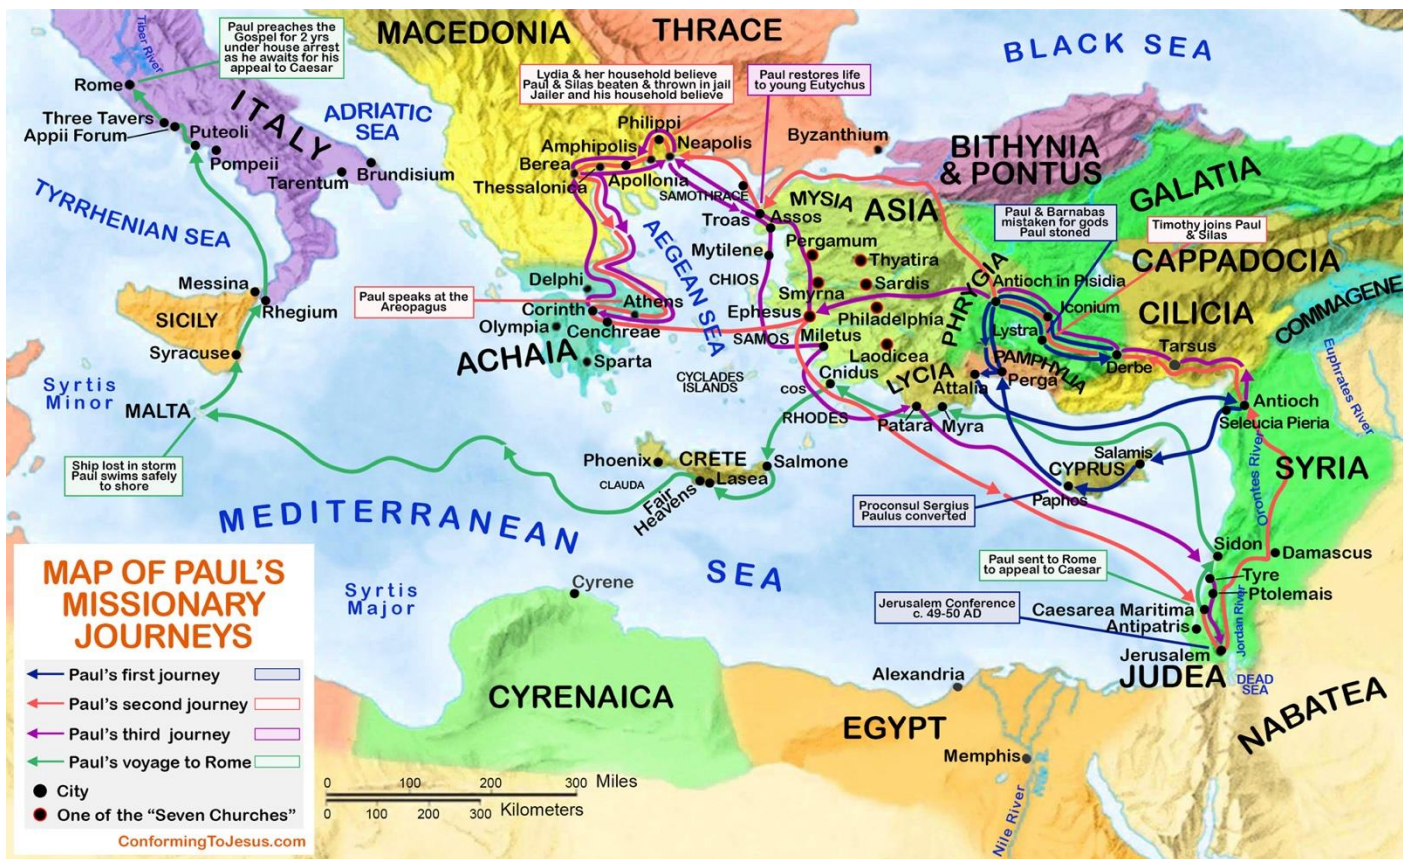 Paul preaches the
Gospel for 2 yrs
under house arrest
as he awaits for his
appeal to Caesar
Tiber River
MACEDONIA
THRACE
BLACK SEA
Lydia & her household believe
Paul & Silas beaten & thrown in jail
Jailer and his household believe
Paul restores life
to young Eutychus
Rome
ITALY
ADRIATIC
SEA
Three Tavers
Appii Forum
Puteoli
Pompeii
Tarentum
Brundisium
TYRRHENIAN SEA
Philippi
Neapolis
Amphipolis
Berea
Apollonia
Thessalonica
SAMOTHRACE
Byzanthium
BITHYNIA
& PONTUS
GALATIA
MYSIA
ASIA
Paul & Barnabas
mistaken for gods
Paul stoned
Timothy joins Paul
& Silas
CAPPADOCIA
COMMAGENE
CILICIA
Troas
Assos
AEGEAN SEA
Mytilene
Pergamum
Thyatira
CHIOS
Sardis
Smyrna
PHRYGIA
Antioch in Pisidia
Iconium
Lystra
Derbe
Tarsus
Messina
Rhegium
SICILY
Syracuse
Paul speaks at the
Areopagus
Delphi
Corinth
Athens
Olympia
Cenchreae
ACHAIA
Sparta
Ephesus
Philadelphia
SAMOS
Miletus
Laodicea
CYCLADES
ISLANDS
Cnidus
COS
LYCIA
PAMPHYLIA
Attalia
Perga
Euphrates River
Syrtis
Minor
MALTA
RHODES
Patara
Myra
Antioch
Seleucia Pieria
SYRIA
Orontes River
Ship lost in storm
Paul swims safely
to shore
Phoenix
CRETE
Salmone
CLAUDA
Lasea
Fair
Heavens
Salamis
CYPRUS
Paphos
Proconsul Sergius
Paulus converted
MEDITERRANEAN
SEA
Sidon
Damascus
Paul sent to Rome
to appeal to Caesar
Tyre
Ptolemais
Jerusalem Conference
c. 49-50 AD
Caesarea Maritima
Antipatris
Jordan River
Jerusalem
JUDEA
DEAD
SEA
NABATEA
Syrtis
Major
Cyrene
CYRENAICA
Alexandria
EGYPT
Memphis
Nile River
Nile R.
MAP OF PAUL'S
MISSIONARY
JOURNEYS
Paul's first journey
Paul's second journey
Paul's third journey
Paul's voyage to Rome
City
One of the "Seven Churches"
ConformingToJesus.com
0 100 200 300 Miles
0 100 200 300 Kilometers